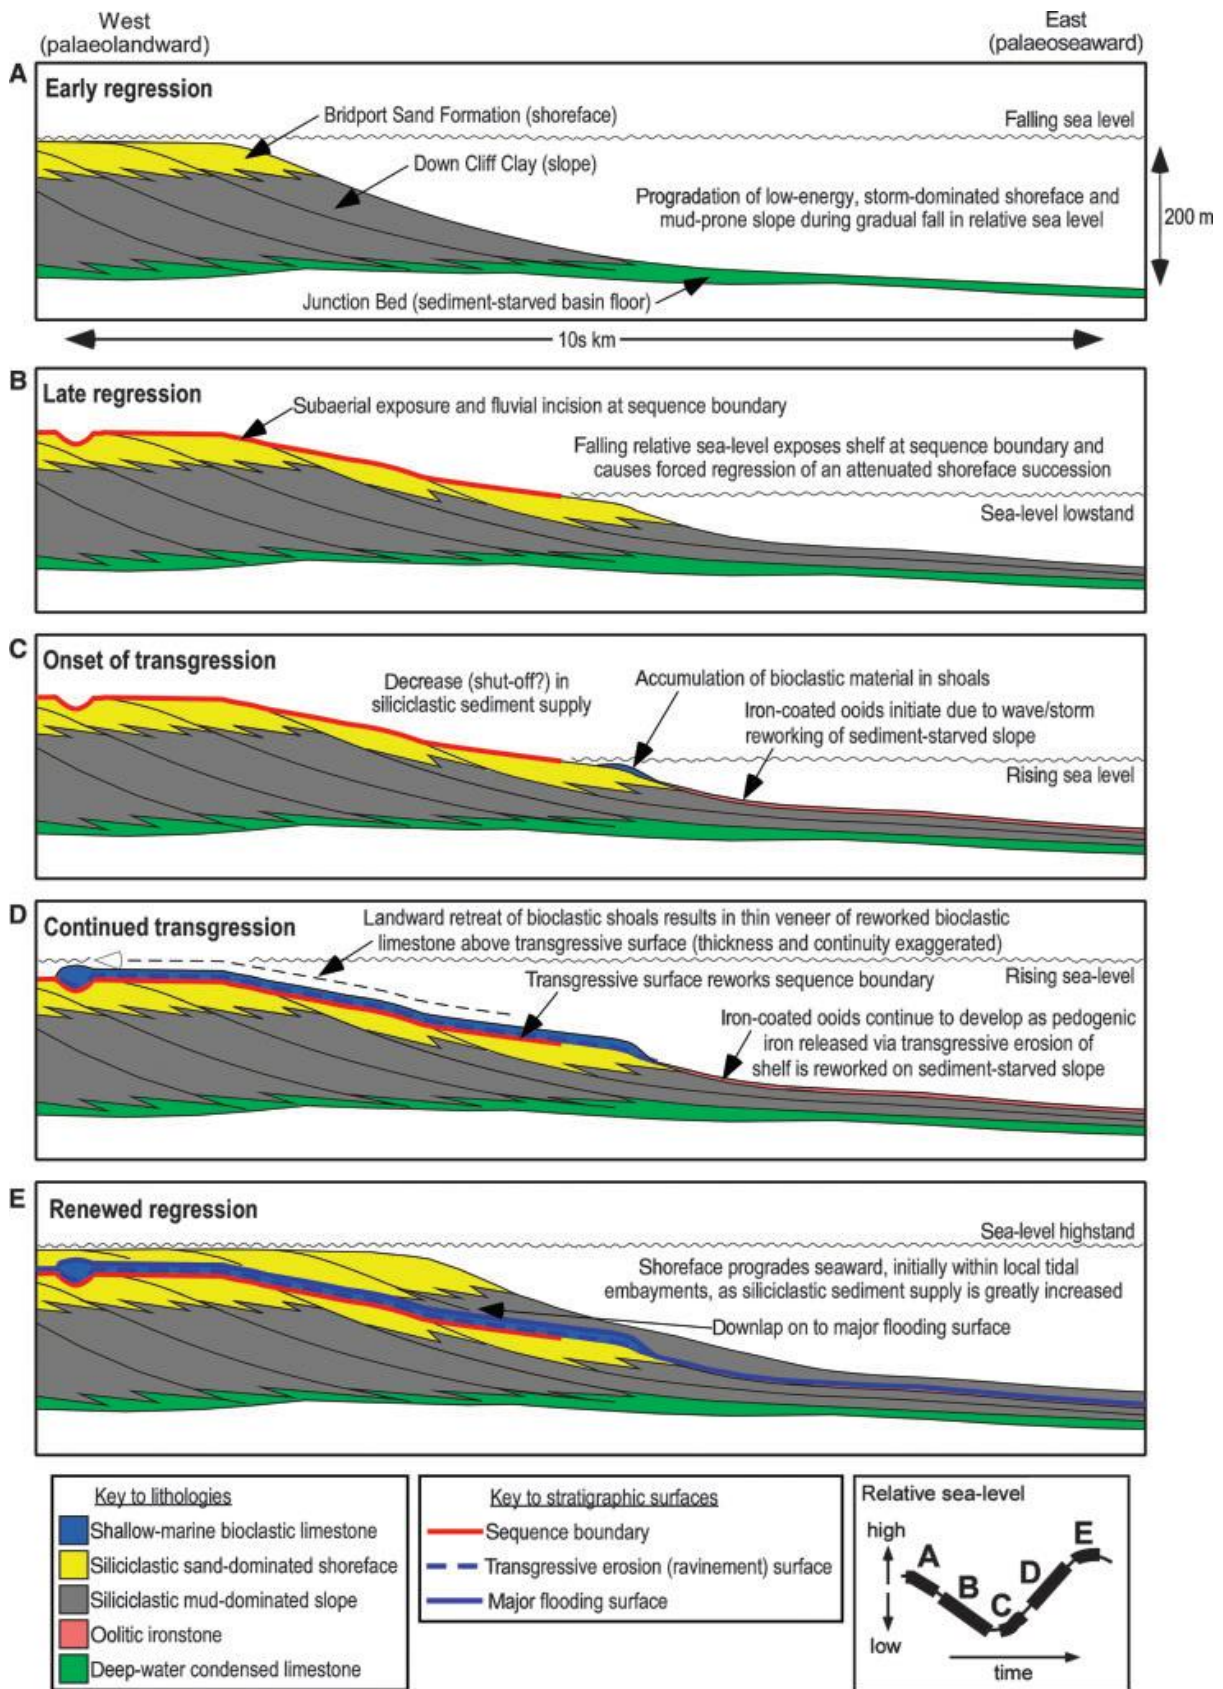 West
(palaeolandward)
East
(palaeoseaward)
A
Early regression
Bridport Sand Formation (shoreface)
Falling sea level
Down Cliff Clay (slope)
Progradation of low-energy, storm-dominated shoreface and
mud-prone slope during gradual fall in relative sea level
200 m
Junction Bed (sediment-starved basin floor)
10s km
B
Late regression
Subaerial exposure and fluvial incision at sequence boundary
Falling relative sea-level exposes shelf at sequence boundary and
causes forced regression of an attenuated shoreface succession
Sea-level lowstand
C
Onset of transgression
Decrease (shut-off?) in
siliciclastic sediment supply
Accumulation of bioclastic material in shoals
Iron-coated ooids initiate due to wave/storm
reworking of sediment-starved slope
Rising sea level
D
Continued transgression
Landward retreat of bioclastic shoals results in thin veneer of reworked bioclastic
limestone above transgressive surface (thickness and continuity exaggerated)
Rising sea-level
Transgressive surface reworks sequence boundary
Iron-coated ooids continue to develop as pedogenic
iron released via transgressive erosion of
shelf is reworked on sediment-starved slope
E
Renewed regression
Sea-level highstand
Shoreface progrades seaward, initially within local tidal
embayments, as siliciclastic sediment supply is greatly increased
Downlap on to major flooding surface
Key to lithologies
Shallow-marine bioclastic limestone
Siliciclastic sand-dominated shoreface
Siliciclastic mud-dominated slope
Oolitic ironstone
Deep-water condensed limestone
Key to stratigraphic surfaces
Sequence boundary
Transgressive erosion (ravinement) surface
Major flooding surface
Relative sea-level
high
low
A
B
C
D
E
time